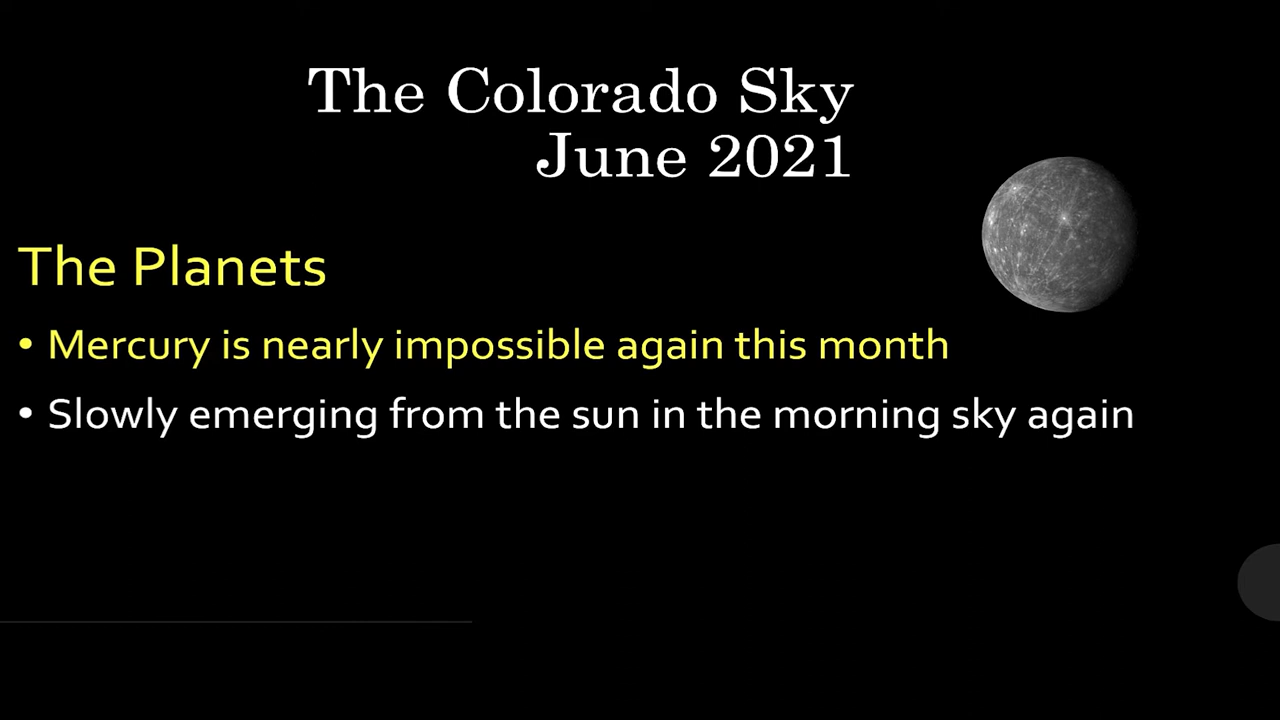 The Colorado Sky
June 2021
The Planets
• Mercury is nearly impossible again this month
• Slowly emerging from the sun in the morning sky again